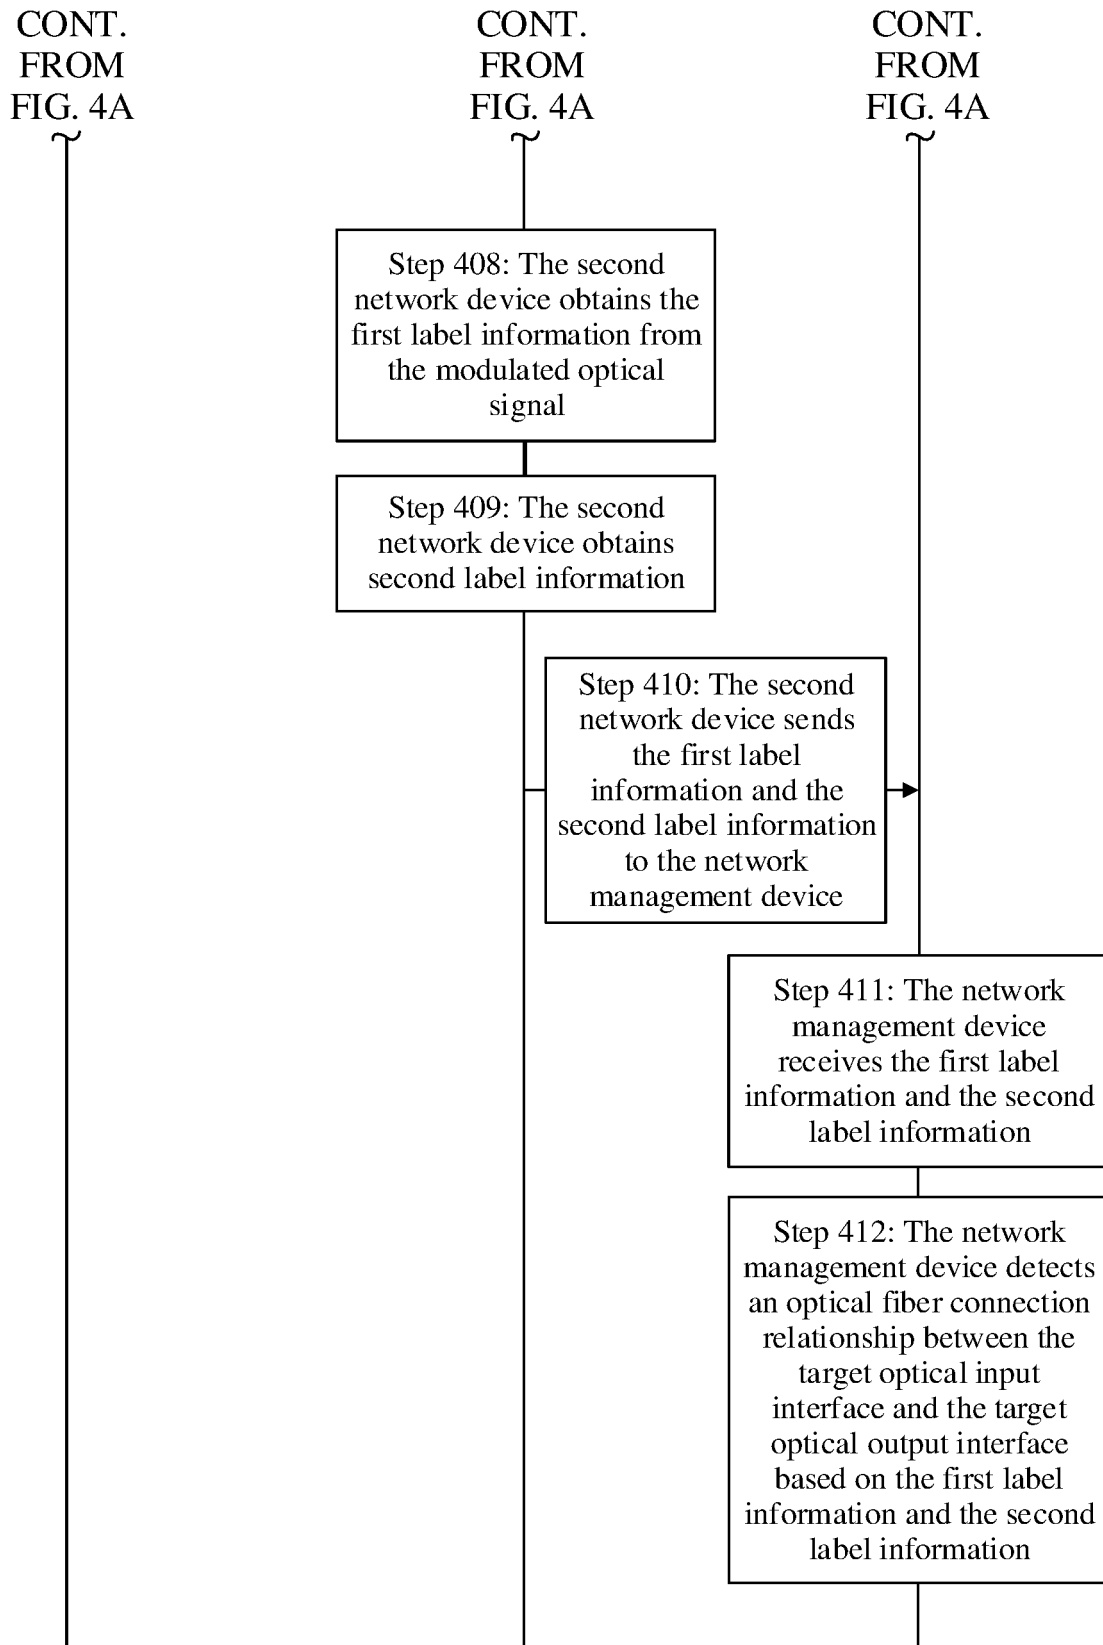 CONT.
FROM
FIG. 4A
CONT.
FROM
FIG. 4A
CONT.
FROM
FIG. 4A
Step 408: The second
network device obtains the
first label information from
the modulated optical
signal
Step 409: The second
network device obtains
second label information
Step 410: The second
network device sends
the first label
information and the
second label information
to the network
management device
Step 411: The network
management device
receives the first label
information and the second
label information
Step 412: The network
management device detects
an optical fiber connection
relationship between the
target optical input
interface and the target
optical output interface
based on the first label
information and the second
label information